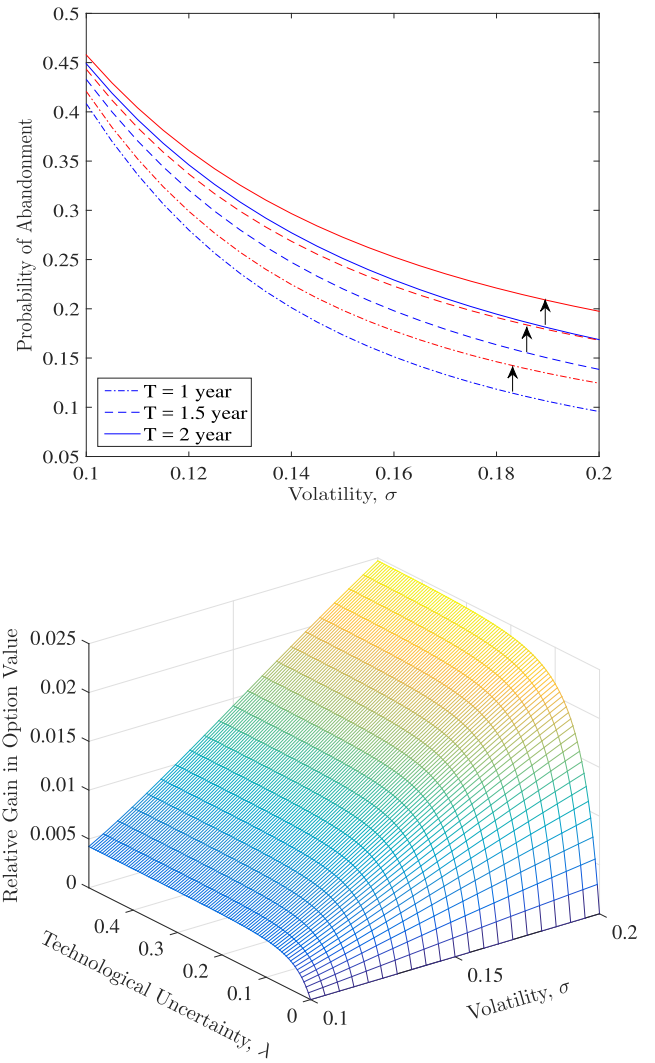 0.5
0.45
0.4
0.35
0.3
0.25
0.2
0.15
0.1
0.05
Probability of Abandonment
T = 1 year
T = 1.5 year
T = 2 year
0.1 0.12 0.14 0.16 0.18 0.2
Volatility, σ
0.025
0.02
0.015
0.01
0.005
0
Relative Gain in Option Value
0.4
0.3
0.2
0.1
0
Technological Uncertainty, λ
0.1
0.15
0.2
Volatility, σ